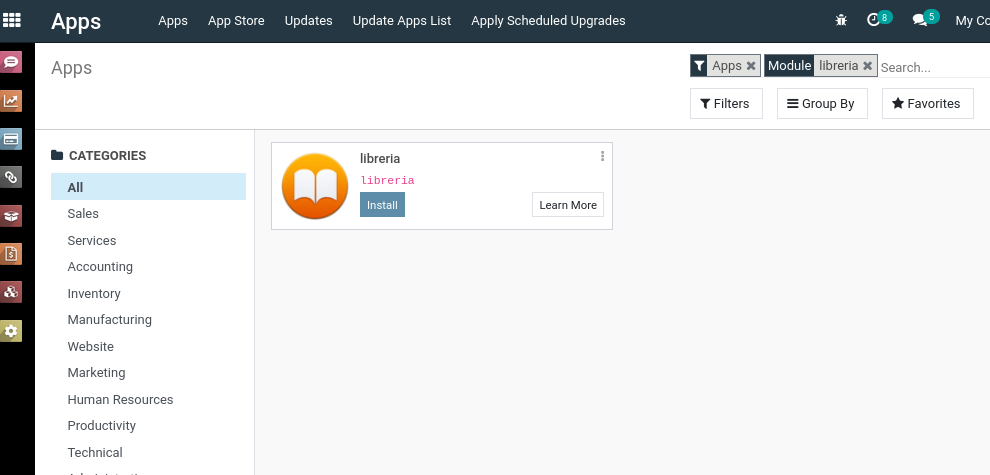 Apps Apps App Store Updates Update Apps List Apply Scheduled Upgrades 8 5 My Co
Apps Apps Module libreria Search...
Filters Group By Favorites
CATEGORIES
All
Sales
Services
Accounting
Inventory
Manufacturing
Website
Marketing
Human Resources
Productivity
Technical
libreria
libreria
Install Learn More